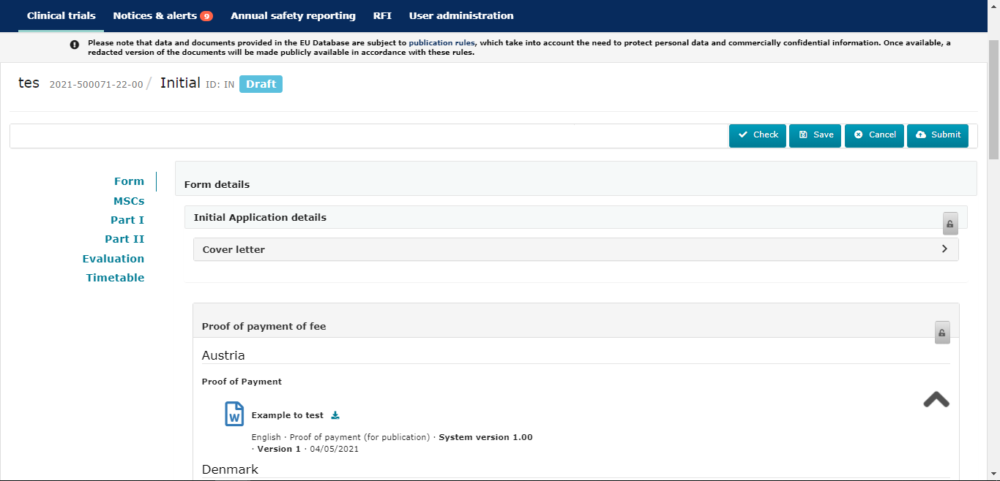 Clinical trials Notices & alerts 9 Annual safety reporting RFI User administration
Please note that data and documents provided in the EU Database are subject to publication rules, which take into account the need to protect personal data and commercially confidential information. Once available, a
redacted version of the documents will be made publicly available in accordance with these rules.
tes 2021-500071-22-00 / Initial ID: IN Draft
Check Save Cancel Submit
Form
MSCs
Part I
Part II
Evaluation
Timetable
Form details
Initial Application details
Cover letter
Proof of payment of fee
Austria
Proof of Payment
W
Example to test
English · Proof of payment (for publication) · System version 1.00
· Version 1 · 04/05/2021
Denmark